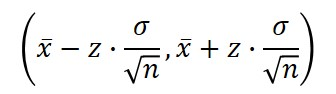 (x̄ − z · σ/√n, x̄ + z · σ/√n)